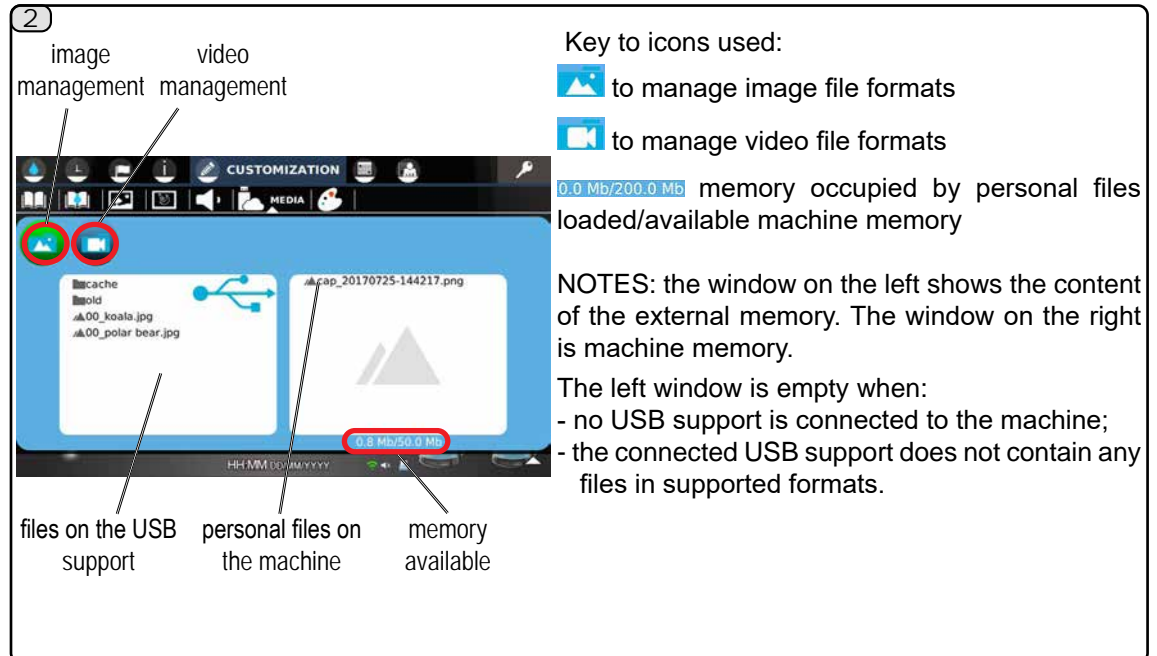 2
image
management
video
management
CUSTOMIZATION
MEDIA
cache
old
00_koala.jpg
00_polar bear.jpg
cap_20170725-144217.png
0.8 Mb/50.0 Mb
HH:MM DD/MM/YYYY
files on the USB
support
personal files on
the machine
memory
available
Key to icons used:
to manage image file formats
to manage video file formats
0.0 Mb/200.0 Mb memory occupied by personal files
loaded/available machine memory
NOTES: the window on the left shows the content
of the external memory. The window on the right
is machine memory.
The left window is empty when:
- no USB support is connected to the machine;
- the connected USB support does not contain any
files in supported formats.